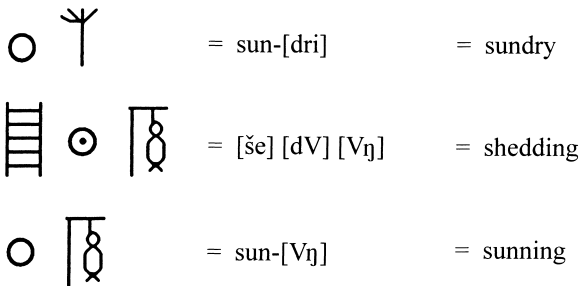 = sun-[dri] = sundry
= [še] [dV] [Vŋ] = shedding
= sun-[Vŋ] = sunning